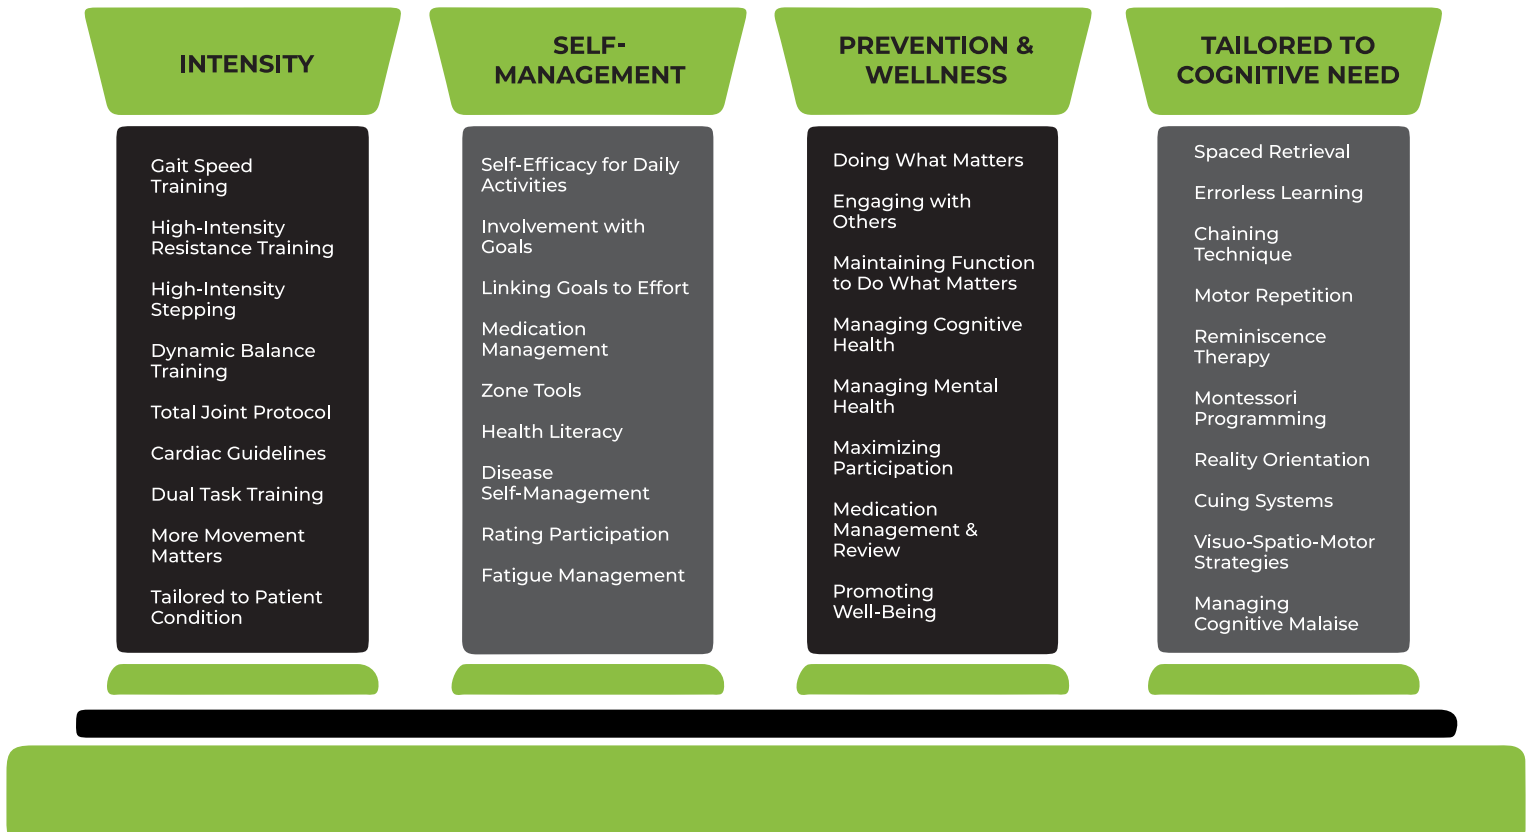 INTENSITY
Gait Speed
Training
High-Intensity
Resistance Training
High-Intensity
Stepping
Dynamic Balance
Training
Total Joint Protocol
Cardiac Guidelines
Dual Task Training
More Movement
Matters
Tailored to Patient
Condition
SELF-
MANAGEMENT
Self-Efficacy for Daily
Activities
Involvement with
Goals
Linking Goals to Effort
Medication
Management
Zone Tools
Health Literacy
Disease
Self-Management
Rating Participation
Fatigue Management
PREVENTION &
WELLNESS
Doing What Matters
Engaging with
Others
Maintaining Function
to Do What Matters
Managing Cognitive
Health
Managing Mental
Health
Maximizing
Participation
Medication
Management &
Review
Promoting
Well-Being
TAILORED TO
COGNITIVE NEED
Spaced Retrieval
Errorless Learning
Chaining
Technique
Motor Repetition
Reminiscence
Therapy
Montessori
Programming
Reality Orientation
Cuing Systems
Visuo-Spatio-Motor
Strategies
Managing
Cognitive Malaise